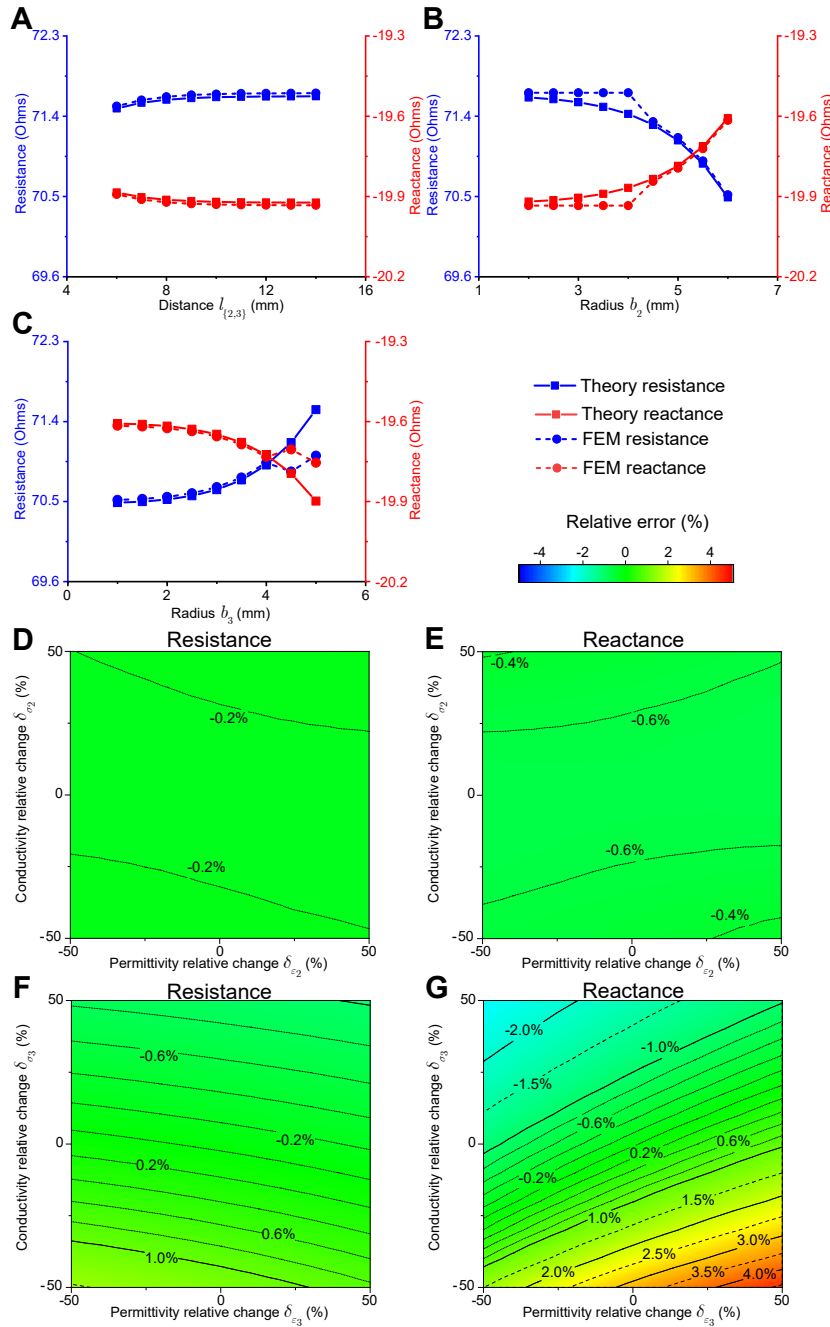 A
72.3
71.4
70.5
69.6
Resistance (Ohms)
-19.3
-19.6
-19.9
-20.2
Reactance (Ohms)
4
8
12
16
Distance l{2,3} (mm)
B
72.3
71.4
70.5
69.6
Resistance (Ohms)
-19.3
-19.6
-19.9
-20.2
Reactance (Ohms)
1
3
5
7
Radius b2 (mm)
C
72.3
71.4
70.5
69.6
Resistance (Ohms)
-19.3
-19.6
-19.9
-20.2
Reactance (Ohms)
0
2
4
6
Radius b3 (mm)
Theory resistance
Theory reactance
FEM resistance
FEM reactance
Relative error (%)
-4
-2
0
2
4
D
Resistance
50
0
-50
Conductivity relative change δσ2 (%)
-0.2%
-0.2%
-50
0
50
Permittivity relative change δε2 (%)
E
Reactance
50
0
-50
Conductivity relative change δσ2 (%)
-0.4%
-0.6%
-0.6%
-0.4%
-50
0
50
Permittivity relative change δε2 (%)
F
Resistance
50
0
-50
Conductivity relative change δσ3 (%)
-0.6%
-0.2%
0.2%
0.6%
1.0%
-50
0
50
Permittivity relative change δε3 (%)
G
Reactance
50
0
-50
Conductivity relative change δσ3 (%)
-2.0%
-1.0%
-1.5%
-0.6%
0.6%
0.2%
-0.2%
1.5%
1.0%
3.0%
2.5%
2.0%
3.5%
4.0%
-50
0
50
Permittivity relative change δε3 (%)